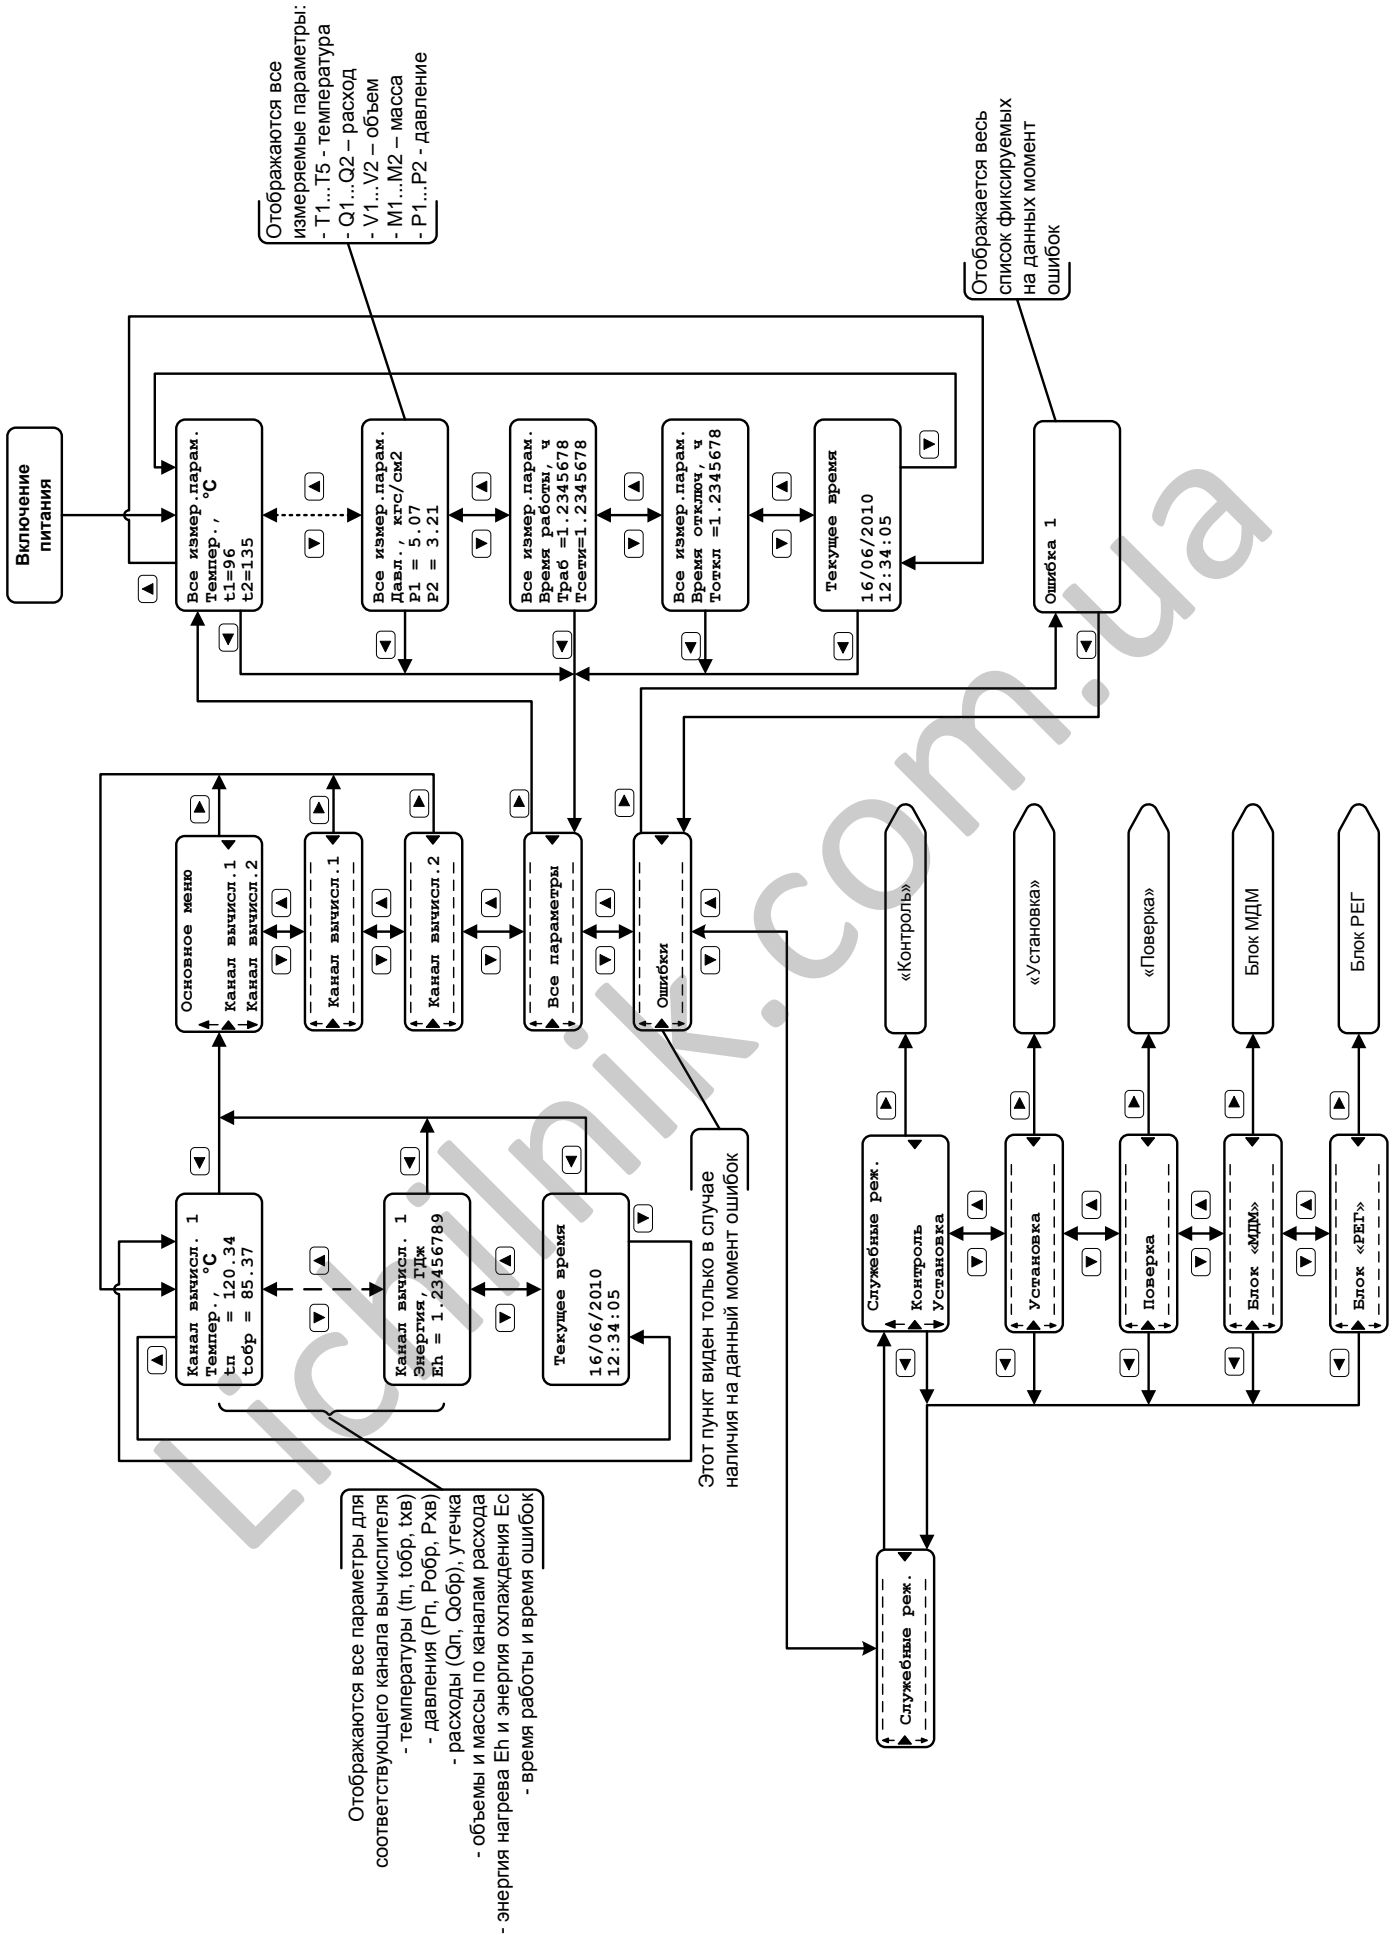 Включение
питания
Все измер.парам.
Темпер., °C
t1=96
t2=135
Все измер.парам.
Давл., кгс/см2
P1 = 5.07
P2 = 3.21
Все измер.парам.
Время работы, ч
Траб =1.2345678
Тсети=1.2345678
Все измер.парам.
Время отключ, ч
Тоткл =1.2345678
Текущее время
16/06/2010
12:34:05
Отображаются все
измеряемые параметры:
- T1...T5 - температура
- Q1...Q2 – расход
- V1...V2 – объем
- M1...M2 – масса
- P1...P2 - давление
Ошибка 1
Отображается весь
список фиксируемых
на данных момент
ошибок
Основное меню
Канал вычисл.1
Канал вычисл.2
Канал вычисл.1
Канал вычисл.2
Все параметры
Ошибки
Этот пункт виден только в случае
наличия на данный момент ошибок
Канал вычисл. 1
Темпер., °C
tп = 120.34
tобр = 85.37
Канал вычисл. 1
Энергия, ГДж
Eh = 1.23456789
Текущее время
16/06/2010
12:34:05
Отображаются все параметры для
соответствующего канала вычислителя
- температуры (tп, tобр, tхв)
- давления (Рп, Робр, Рхв)
- расходы (Qп, Qобр), утечка
- объемы и массы по каналам расхода
- энергия нагрева Eh и энергия охлаждения Ec
- время работы и время ошибок
Служебные реж.
Служебные реж.
Контроль
Установка
Установка
Поверка
Блок «МДМ»
Блок «РЕГ»
«Контроль»
«Установка»
«Поверка»
Блок МДМ
Блок РЕГ
Lichilnik.com.ua